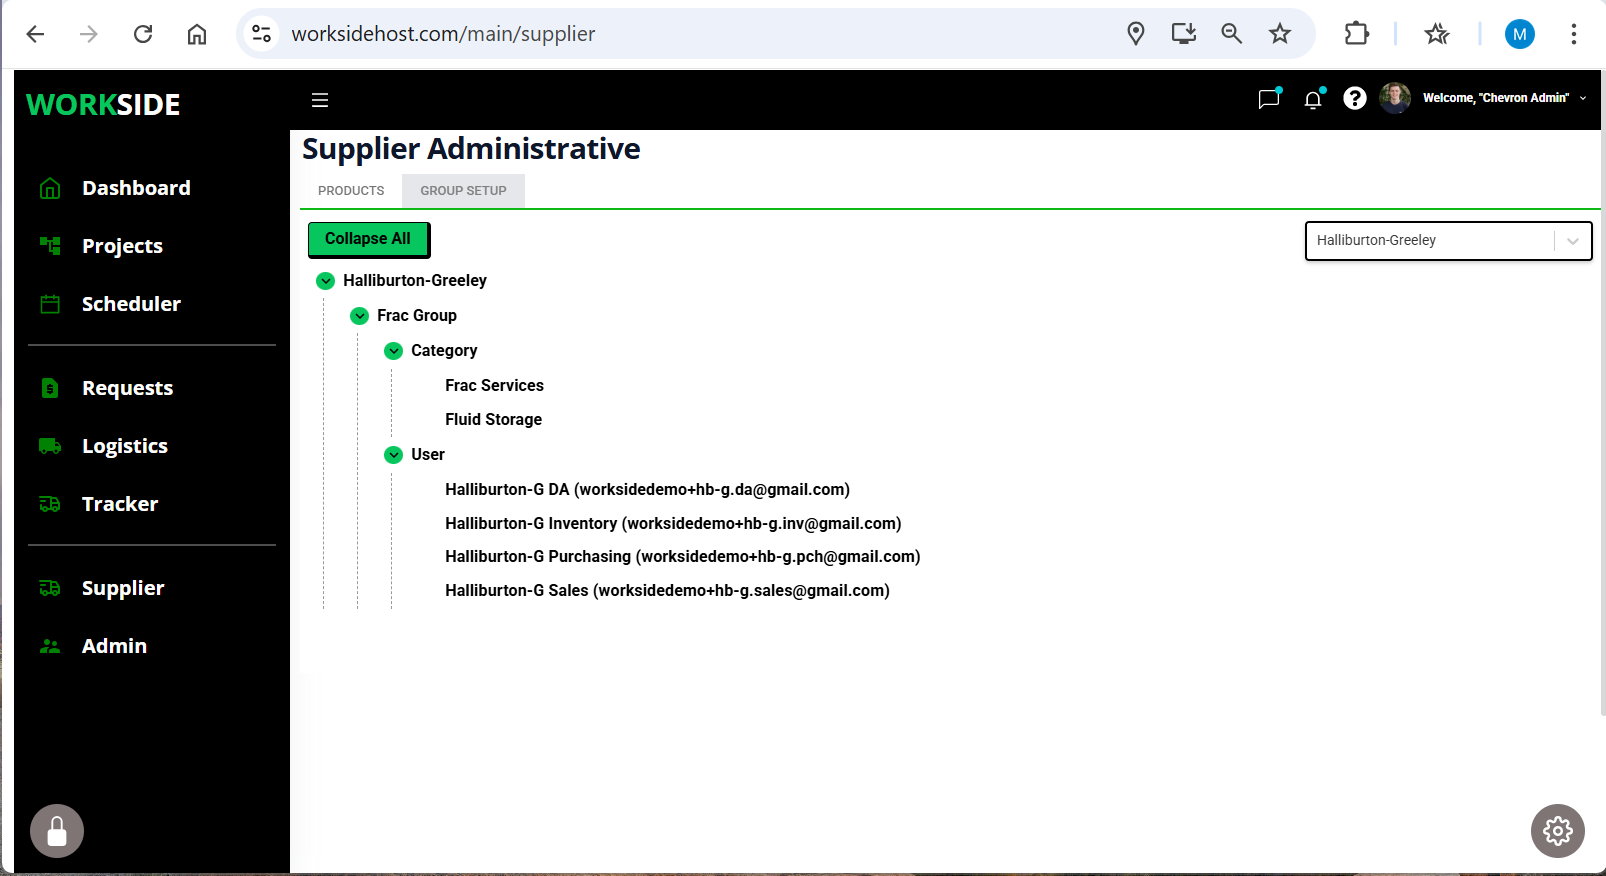 worksidehost.com/main/supplier
M
WORKSIDE
Welcome, "Chevron Admin"
Dashboard
Projects
Scheduler
Requests
Logistics
Tracker
Supplier
Admin
Supplier Administrative
PRODUCTS
GROUP SETUP
Collapse All
Halliburton-Greeley
Halliburton-Greeley
Frac Group
Category
Frac Services
Fluid Storage
User
Halliburton-G DA (worksidedemo+hb-g.da@gmail.com)
Halliburton-G Inventory (worksidedemo+hb-g.inv@gmail.com)
Halliburton-G Purchasing (worksidedemo+hb-g.pch@gmail.com)
Halliburton-G Sales (worksidedemo+hb-g.sales@gmail.com)